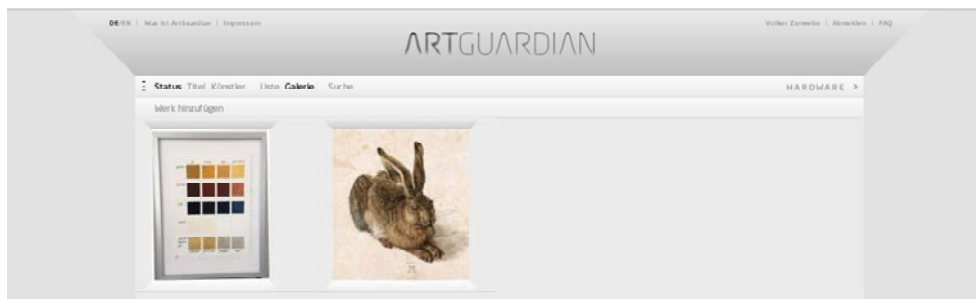 DE/EN | Was ist ArtGuardian | Impressum
Volker Zurwehe | Abmelden | FAQ
ARTGUARDIAN
Status Titel Künstler Liste Galerie Suche
HARDWARE >
Werk hinzufügen